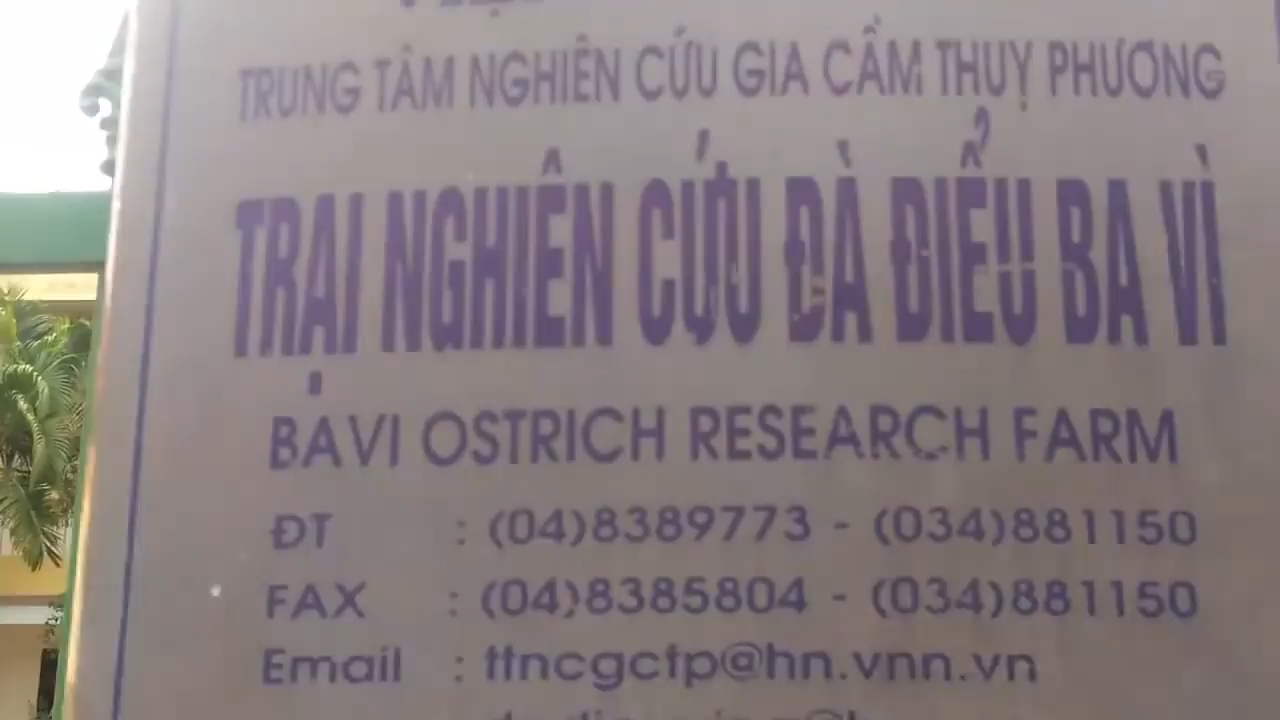 TRUNG TÂM NGHIÊN CỨU GIA CẦM THUỴ PHƯƠNG
TRẠI NGHIÊN CỨU ĐÀ ĐIỂU BA VÌ
BAVI OSTRICH RESEARCH FARM
ĐT : (04)8389773 - (034)881150
FAX : (04)8385804 - (034)881150
Email : ttncgctp@hn.vnn.vn